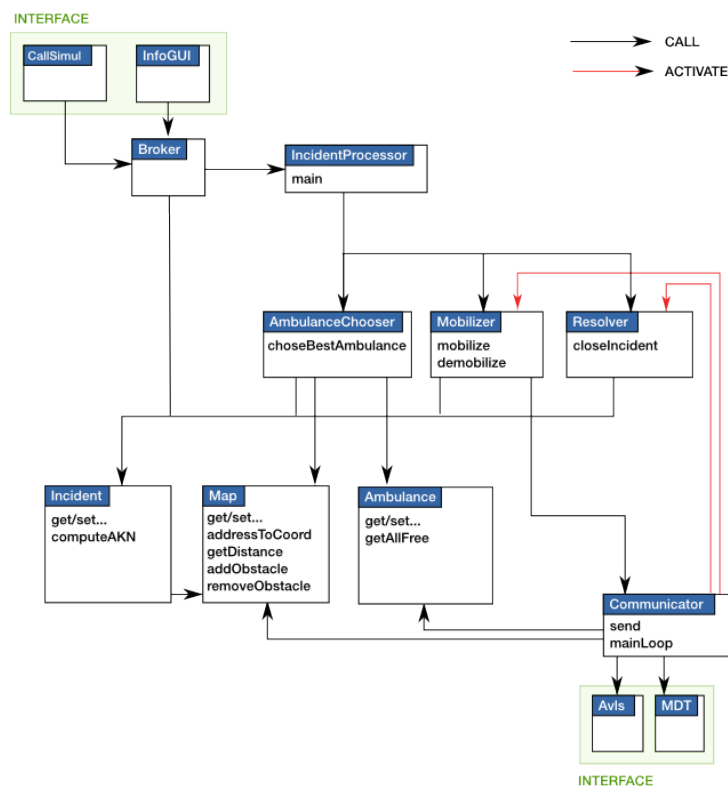 INTERFACE
CallSimul
InfoGUI
CALL
ACTIVATE
Broker
IncidentProcessor
main
AmbulanceChooser
choseBestAmbulance
Mobilizer
mobilize
demobilize
Resolver
closeIncident
Incident
get/set...
computeAKN
Map
get/set...
addressToCoord
getDistance
addObstacle
removeObstacle
Ambulance
get/set...
getAllFree
Communicator
send
mainLoop
Avls
MDT
INTERFACE